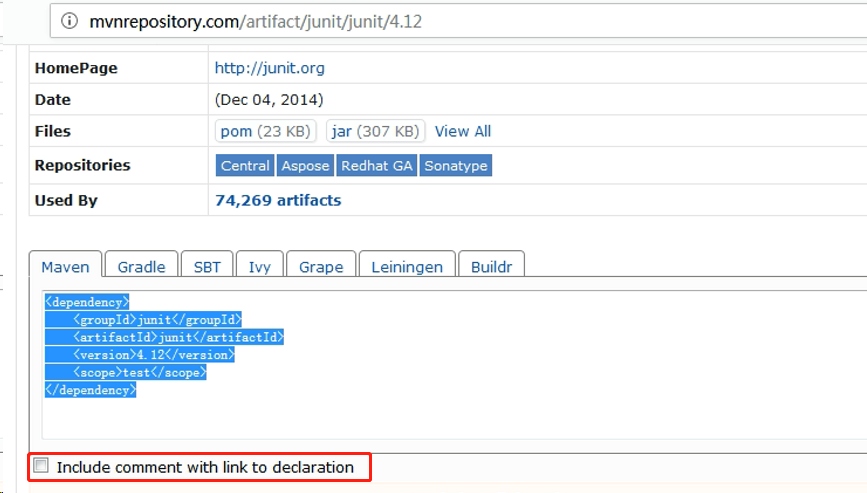 mvnrepository.com/artifact/junit/junit/4.12
HomePage http://junit.org
Date (Dec 04, 2014)
Files pom (23 KB) jar (307 KB) View All
Repositories Central Aspose Redhat GA Sonatype
Used By 74,269 artifacts
Maven Gradle SBT Ivy Grape Leiningen Buildr
<dependency>
    <groupId>junit</groupId>
    <artifactId>junit</artifactId>
    <version>4.12</version>
    <scope>test</scope>
</dependency>
Include comment with link to declaration